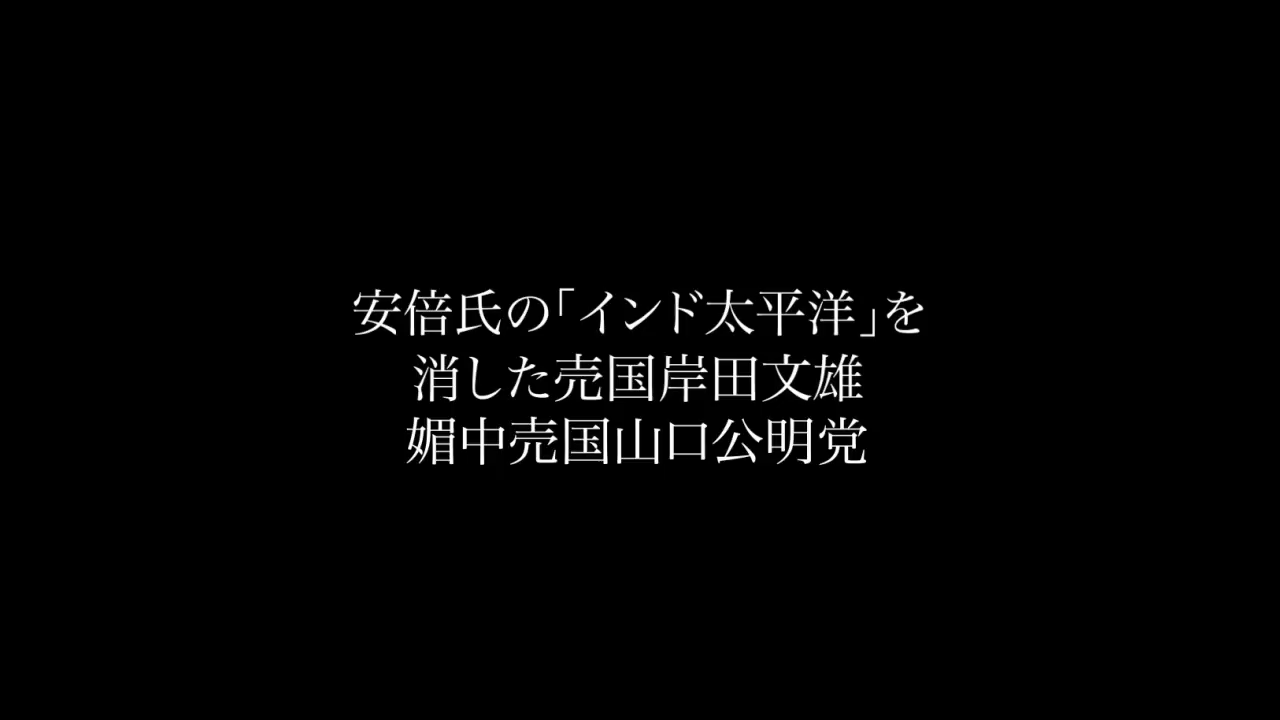 安倍氏の「インド太平洋」を
消した売国岸田文雄
媚中売国山口公明党